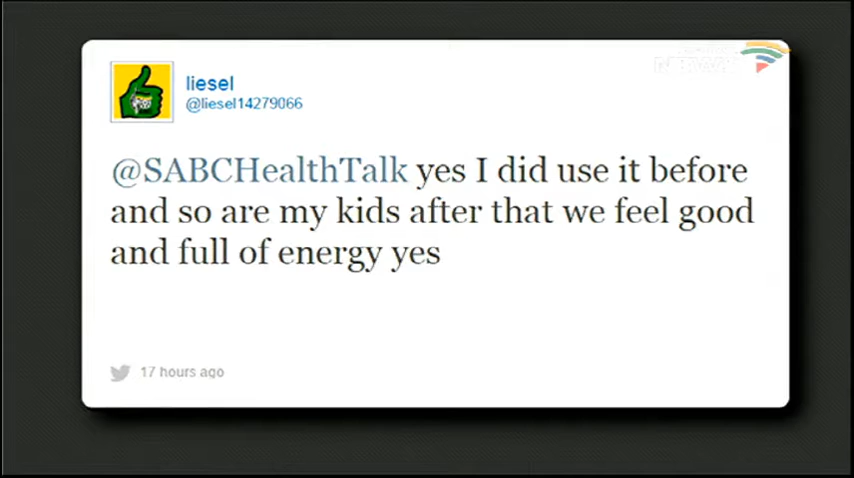 liesel
@liesel14279066
@SABCHealthTalk yes I did use it before
and so are my kids after that we feel good
and full of energy yes
17 hours ago
NEWS